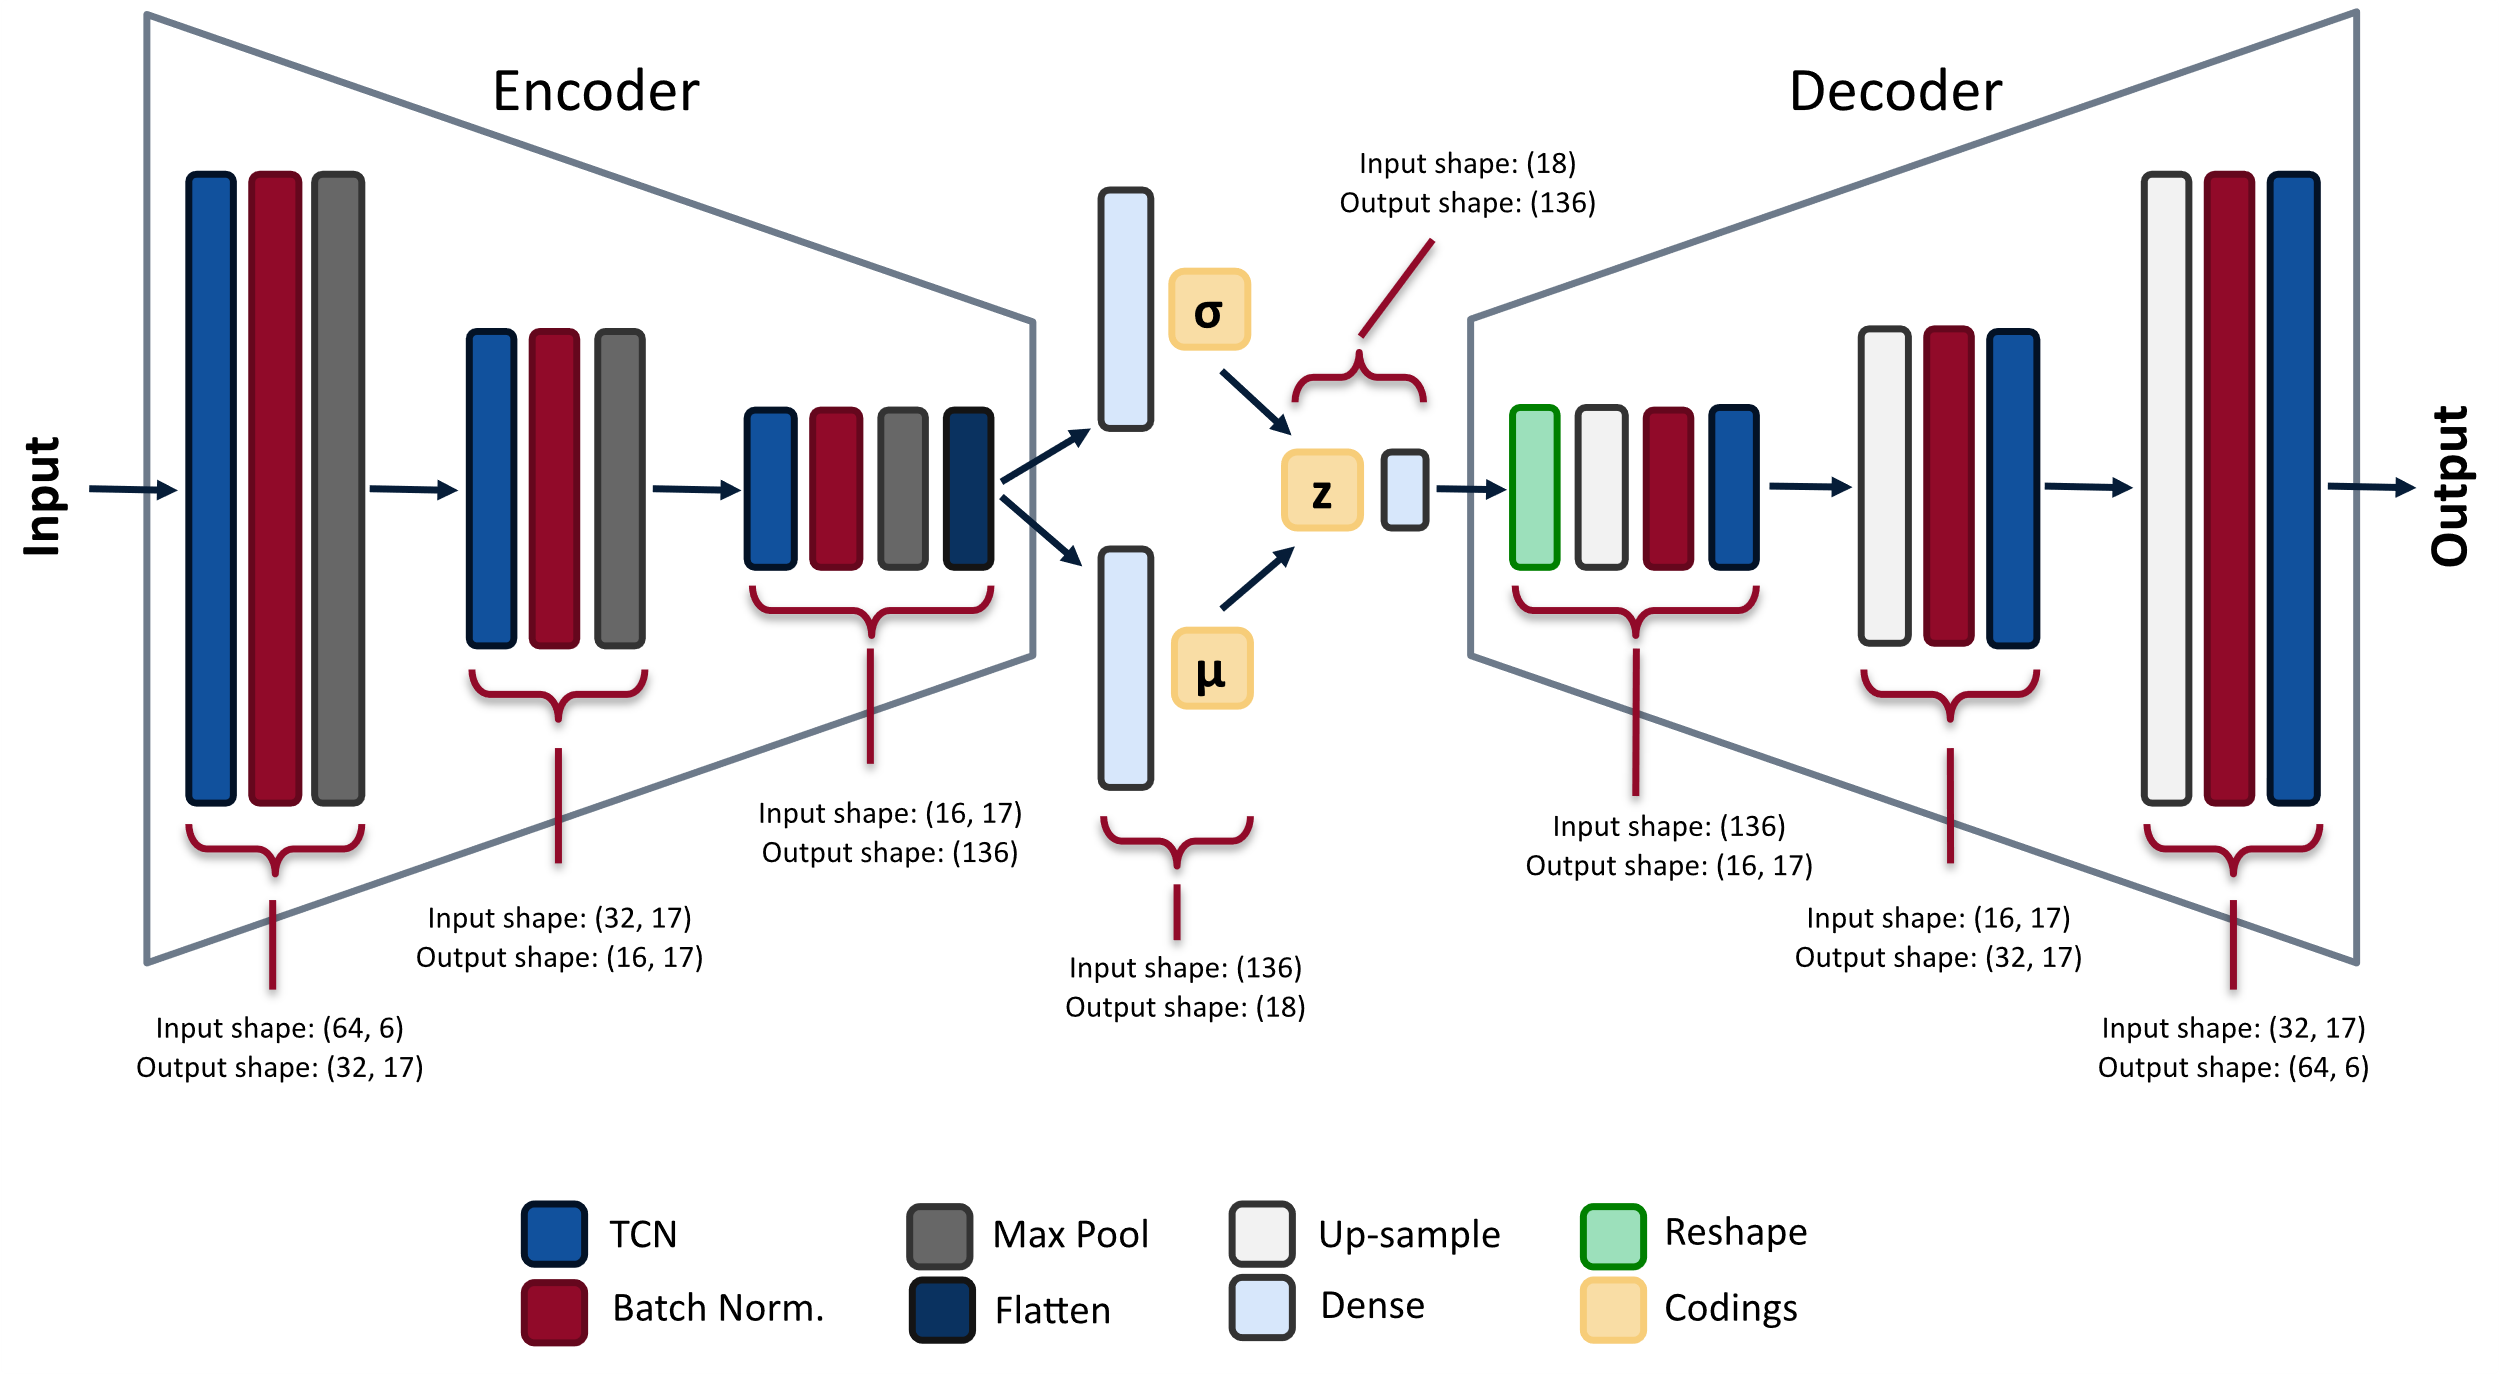 Encoder
Decoder
Input shape: (18)
Output shape: (136)
σ
z
μ
Input
Output
Input shape: (16, 17)
Output shape: (136)
Input shape: (136)
Output shape: (16, 17)
Input shape: (32, 17)
Output shape: (16, 17)
Input shape: (16, 17)
Output shape: (32, 17)
Input shape: (136)
Output shape: (18)
Input shape: (64, 6)
Output shape: (32, 17)
Input shape: (32, 17)
Output shape: (64, 6)
TCN
Max Pool
Up-sample
Reshape
Batch Norm.
Flatten
Dense
Codings